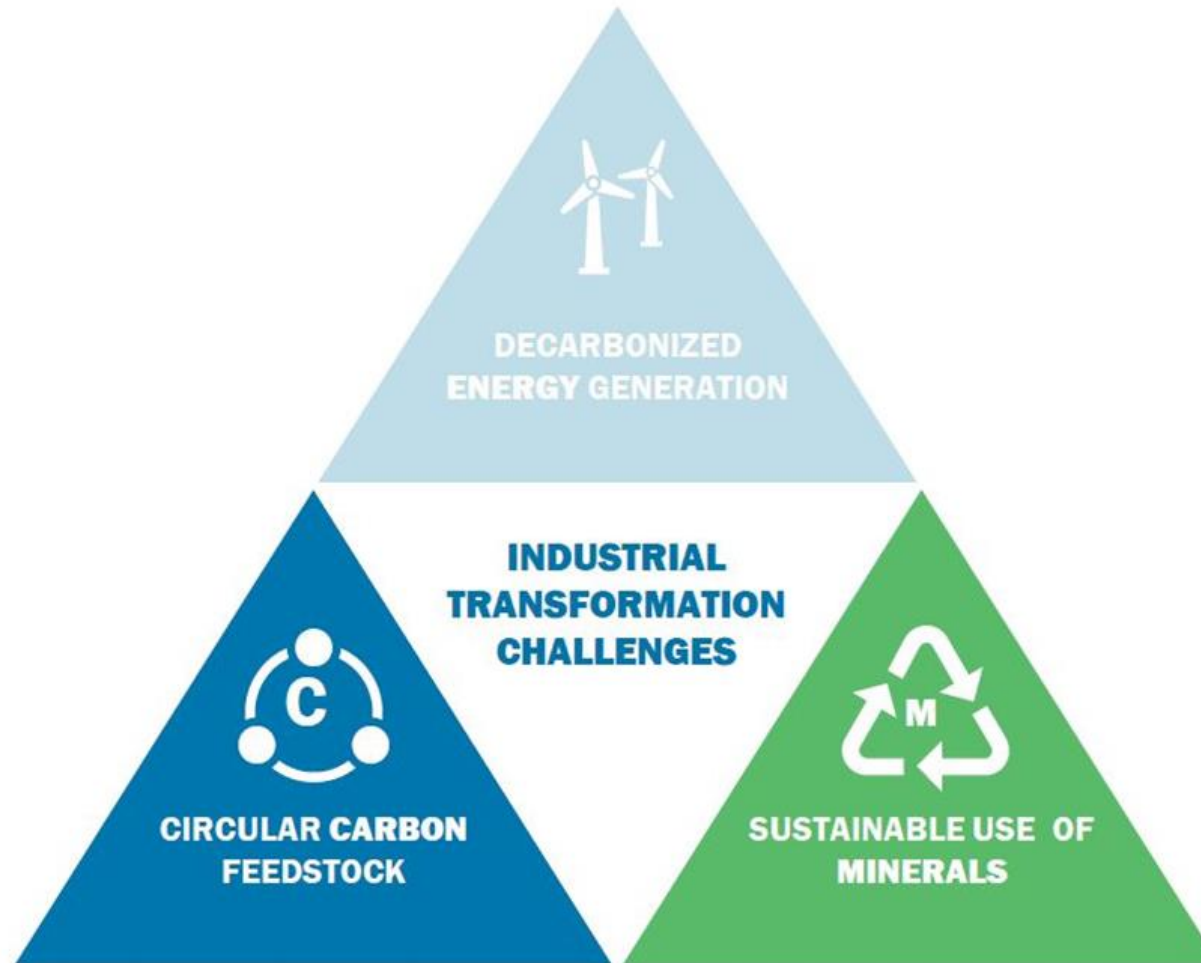 DECARBONIZED
ENERGY GENERATION
INDUSTRIAL
TRANSFORMATION
CHALLENGES
C
M
CIRCULAR CARBON
FEEDSTOCK
SUSTAINABLE USE OF
MINERALS